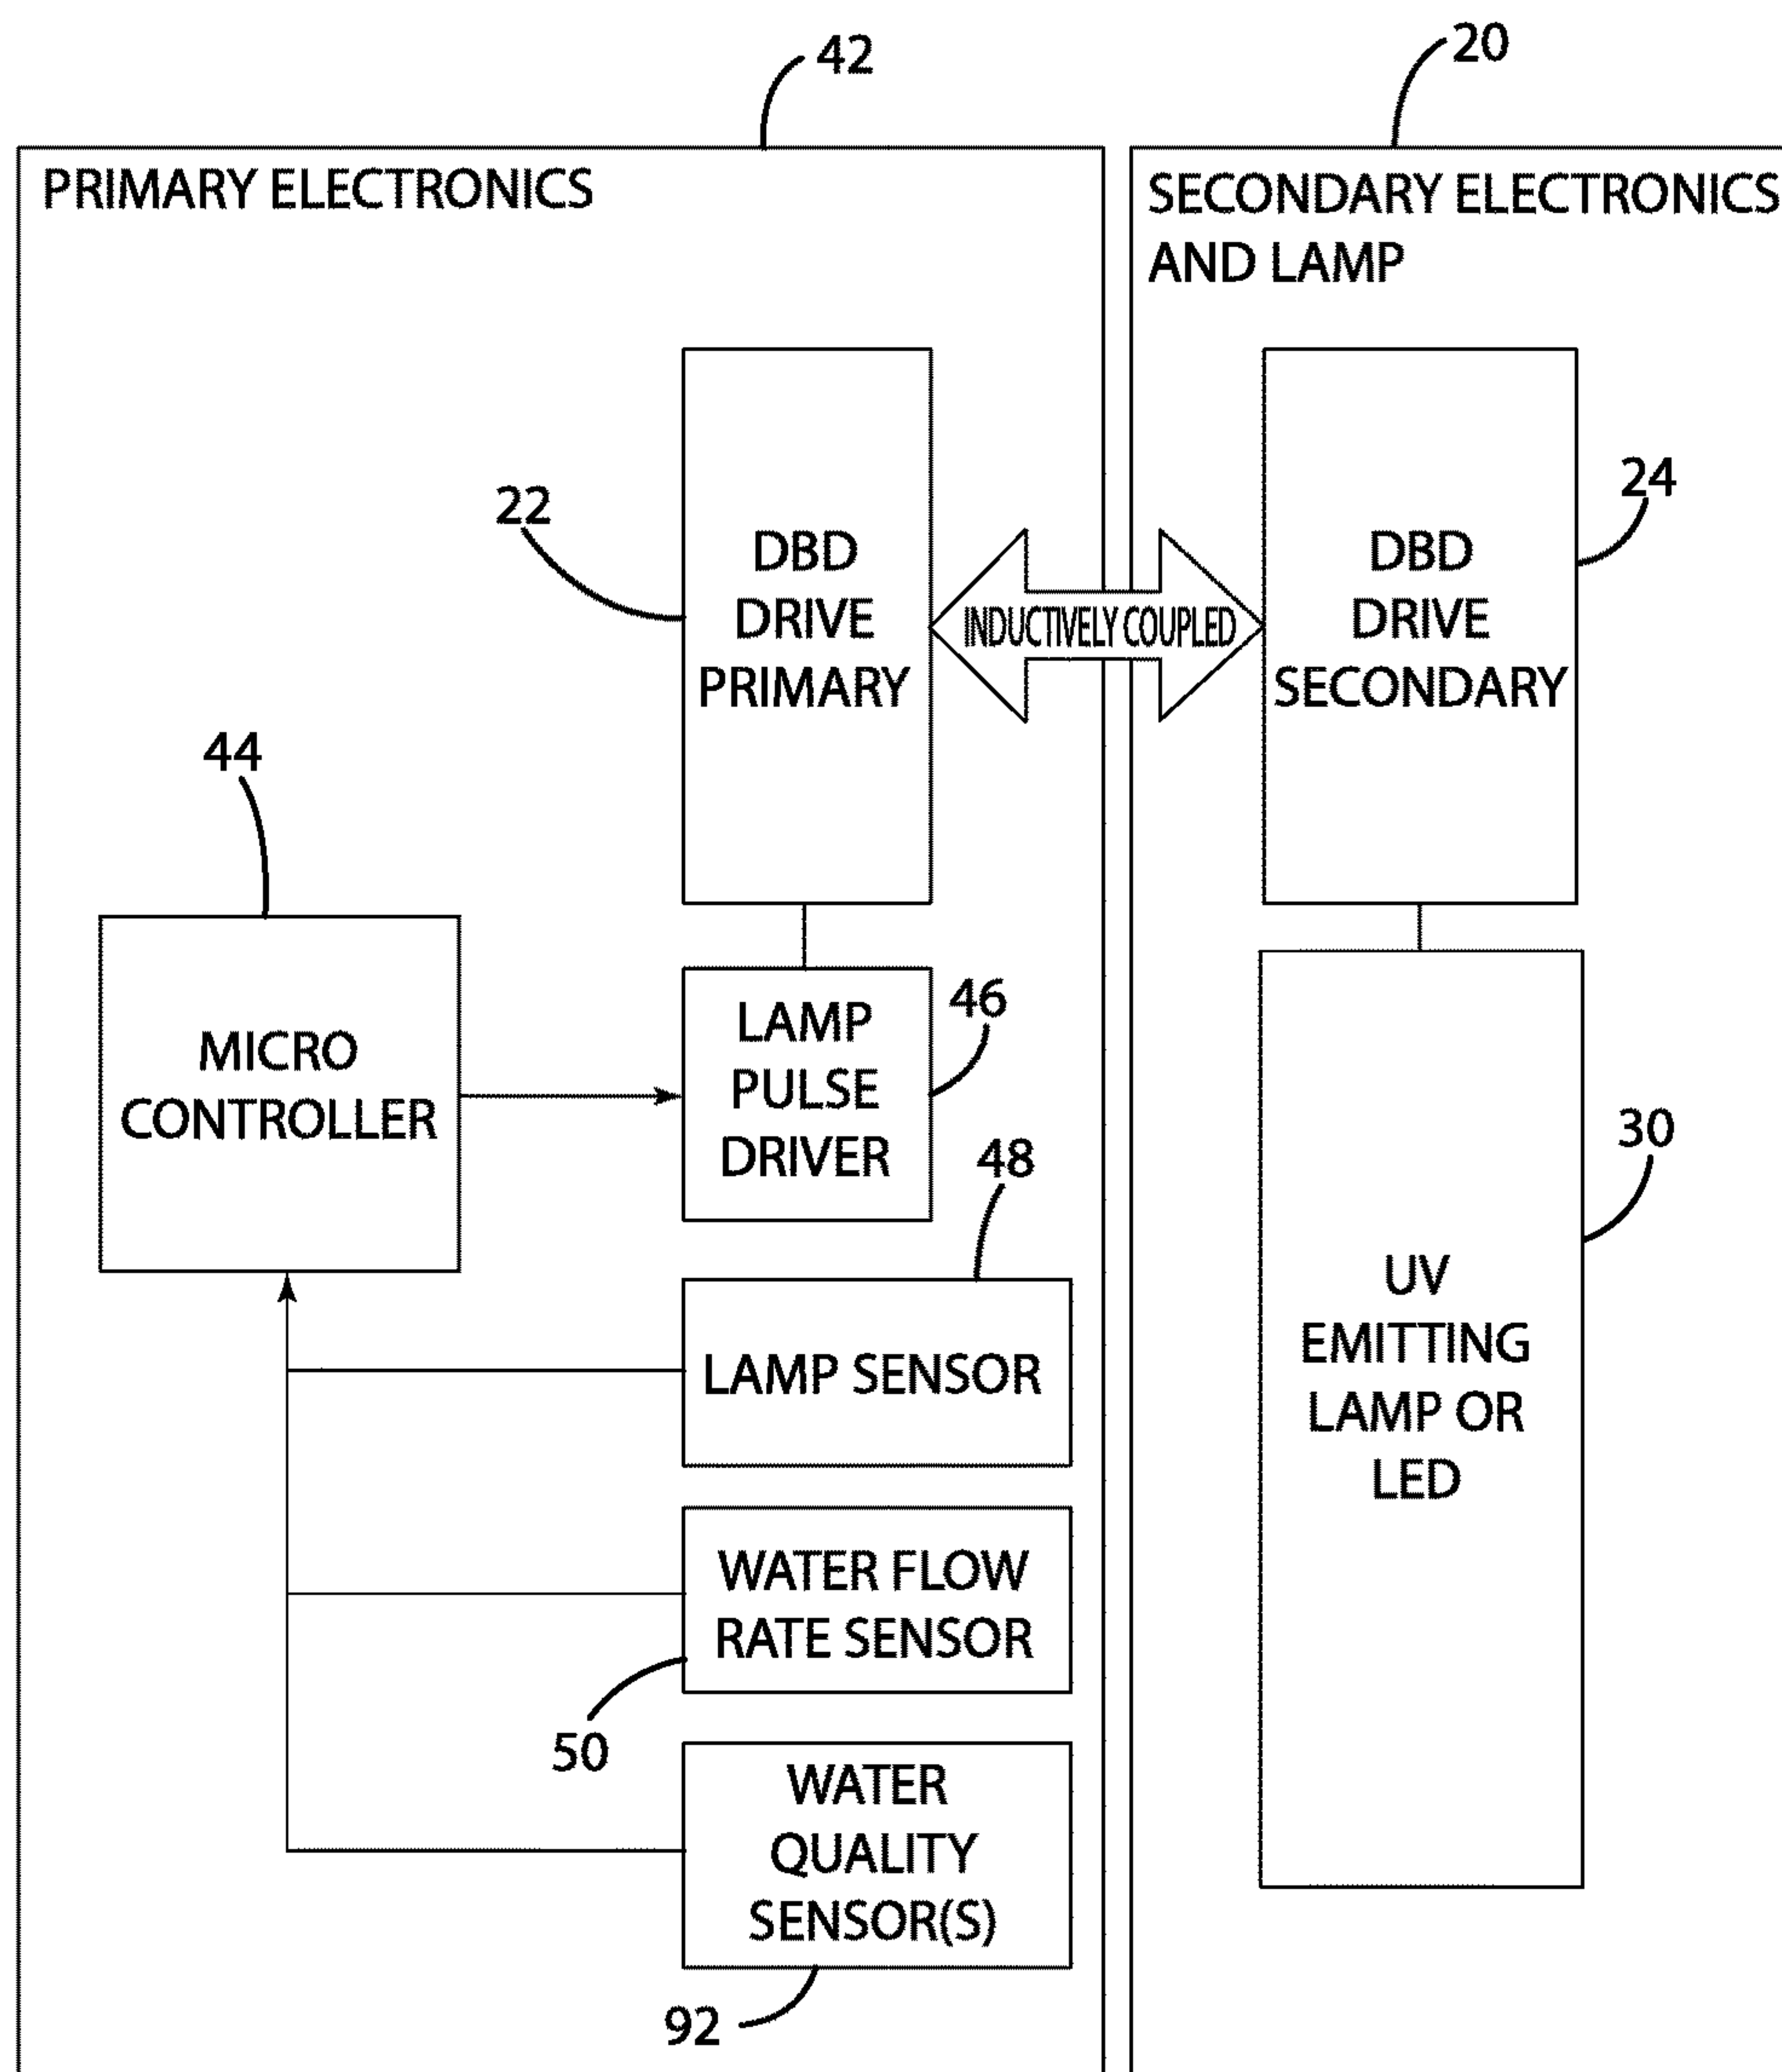 42
20
PRIMARY ELECTRONICS
SECONDARY ELECTRONICS
AND LAMP
22
DBD
DRIVE
PRIMARY
INDUCTIVELY COUPLED
DBD
DRIVE
SECONDARY
24
44
MICRO
CONTROLLER
LAMP
PULSE
DRIVER
46
48
LAMP SENSOR
30
UV
EMITTING
LAMP OR
LED
WATER FLOW
RATE SENSOR
50
WATER
QUALITY
SENSOR(S)
92